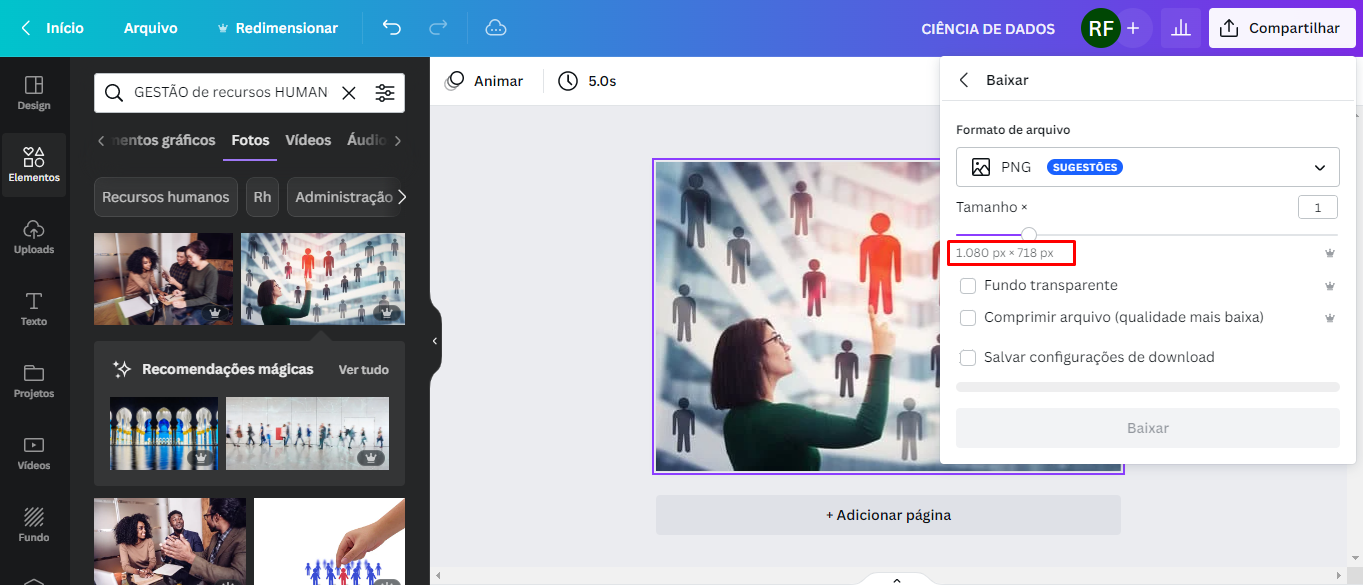 Início
Arquivo
Redimensionar
CIÊNCIA DE DADOS
RF
+
Compartilhar
Design
Elementos
Uploads
Texto
Projetos
Vídeos
Fundo
GESTÃO de recursos HUMAN
mentos gráficos
Fotos
Vídeos
Áudio
Recursos humanos
Rh
Administração
Recomendações mágicas
Ver tudo
Animar
5.0s
+ Adicionar página
Baixar
Formato de arquivo
PNG
SUGESTÕES
Tamanho ×
1
1.080 px × 718 px
Fundo transparente
Comprimir arquivo (qualidade mais baixa)
Salvar configurações de download
Baixar